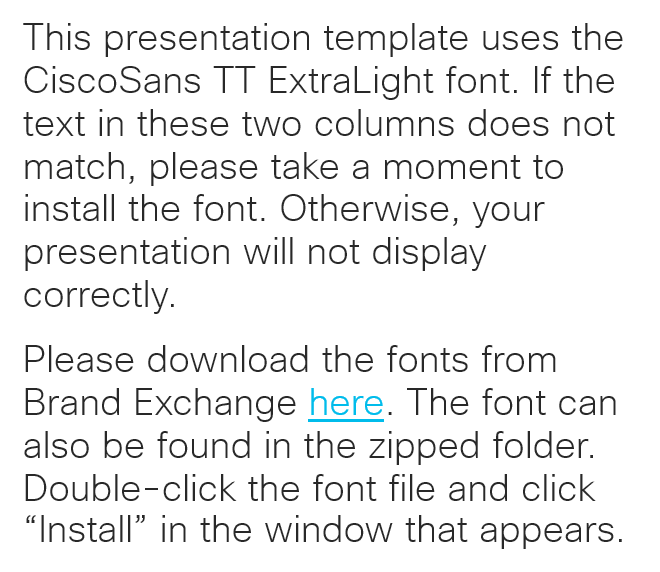 This presentation template uses the
CiscoSans TT ExtraLight font. If the
text in these two columns does not
match, please take a moment to
install the font. Otherwise, your
presentation will not display
correctly.
Please download the fonts from
Brand Exchange here. The font can
also be found in the zipped folder.
Double-click the font file and click
“Install” in the window that appears.